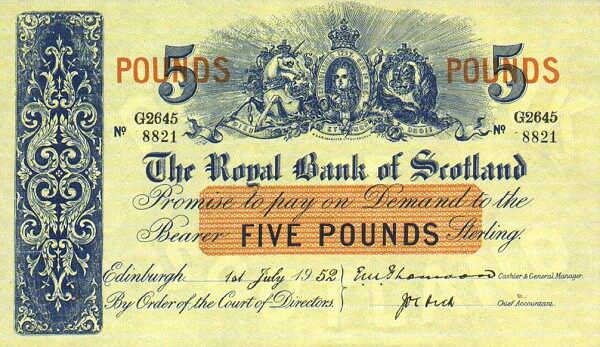 5 POUNDS 5 POUNDS
G2645 G2645
Nº 8821 Nº 8821
The Royal Bank of Scotland
Promise to pay on Demand to the
Bearer FIVE POUNDS Sterling.
Edinburgh 1st July 1952 Cashier & General Manager.
By Order of the Court of Directors. Chief Accountant.